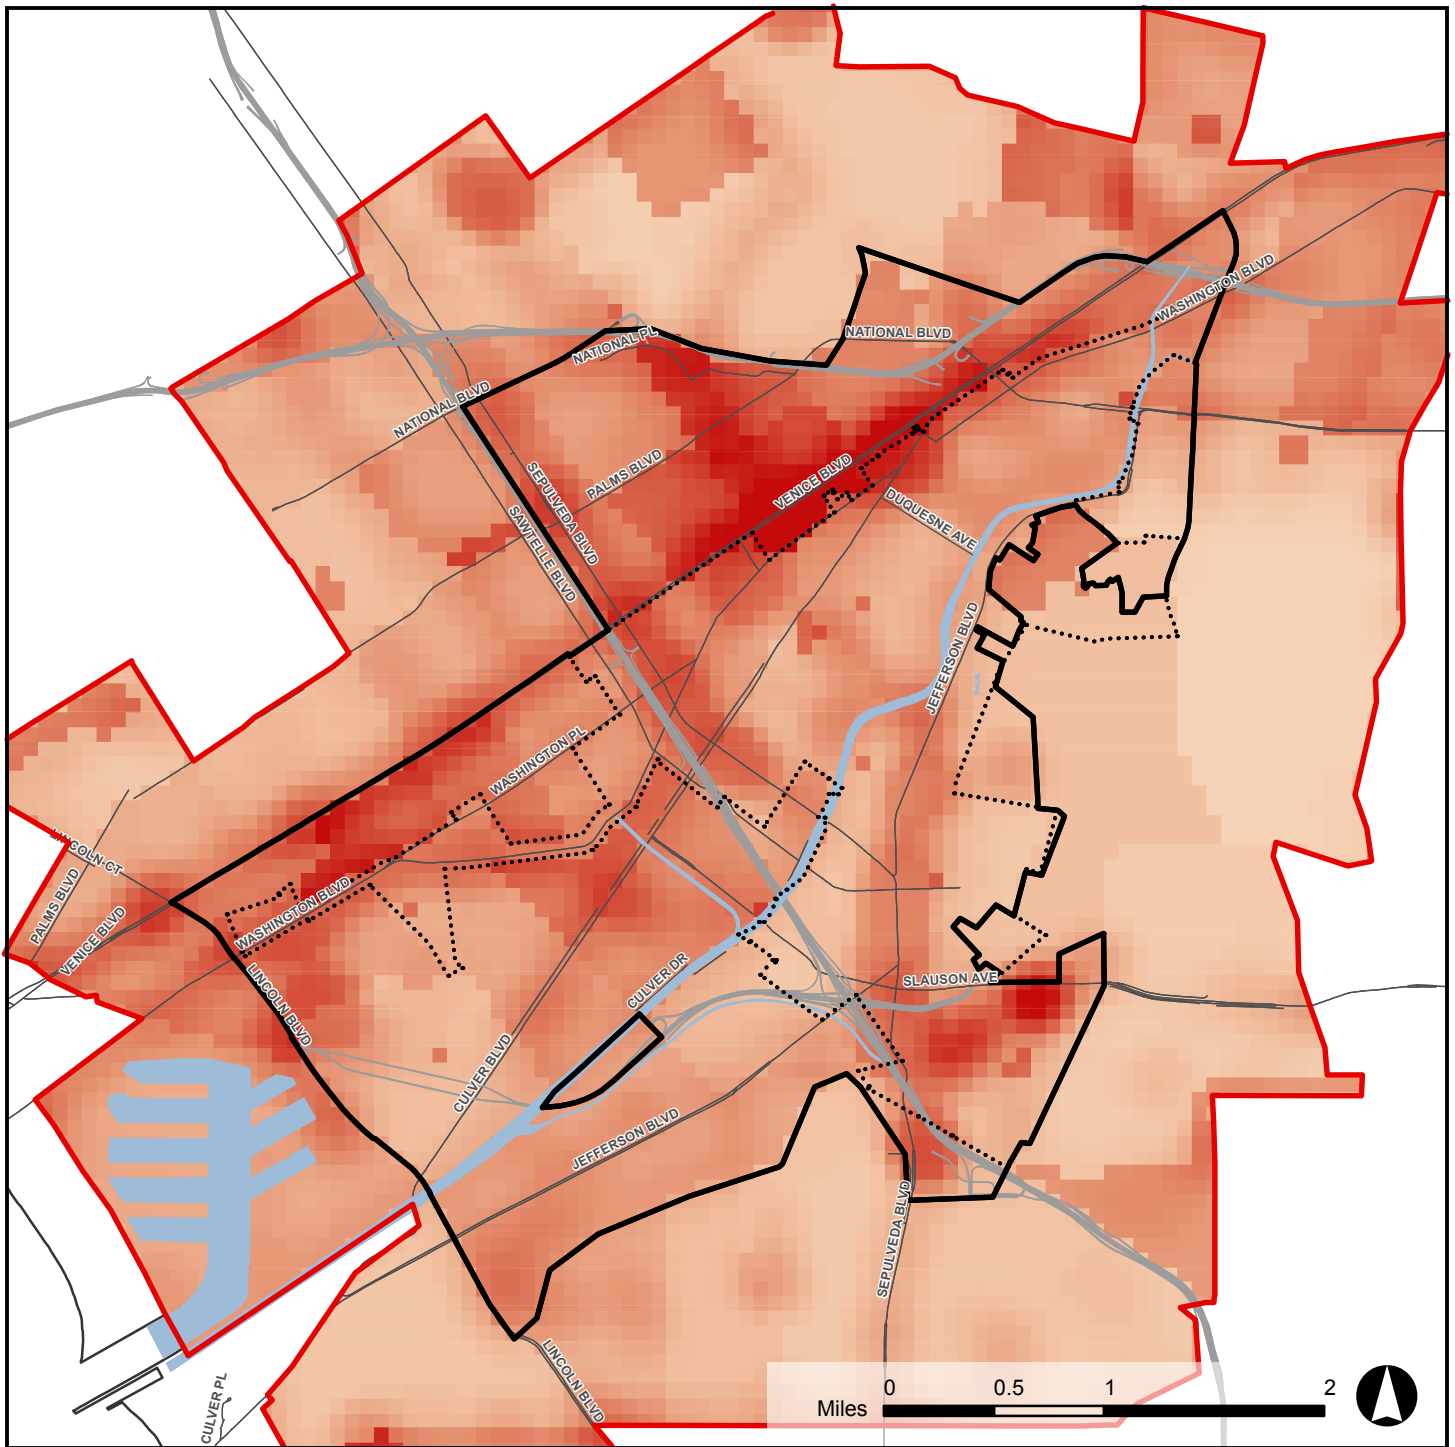 WASHINGTON BLVD
NATIONAL PL
NATIONAL BLVD
NATIONAL BLVD
PALMS BLVD
SEPULVEDA BLVD
SAWTELLE BLVD
VENICE BLVD
DUQUESNE AVE
JEFFERSON BLVD
WASHINGTON PL
LINCOLN CT
PALMS BLVD
VENICE BLVD
WASHINGTON BLVD
LINCOLN BLVD
CULVER DR
SLAUSON AVE
CULVER BLVD
JEFFERSON BLVD
SEPULVEDA BLVD
LINCOLN BLVD
CULVER PL
0 0.5 1 2
Miles